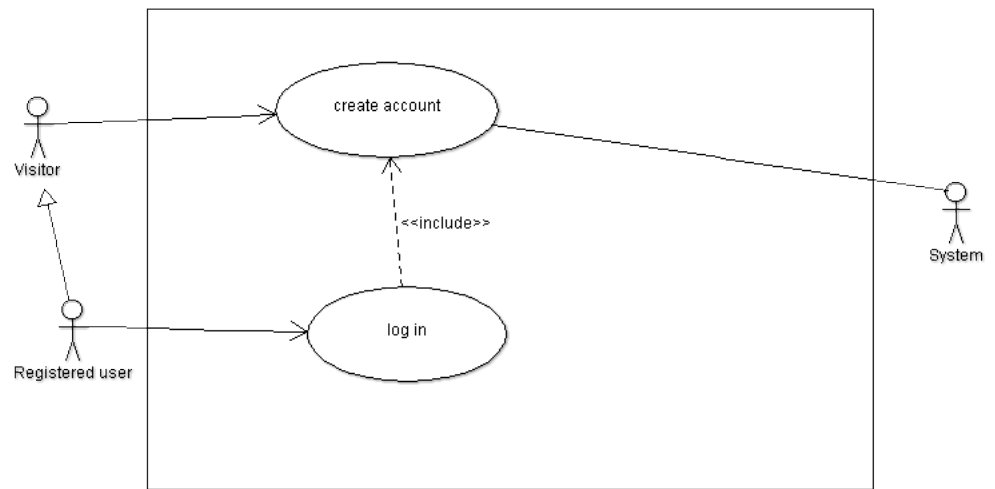 create account
Visitor
<<include>>
System
log in
Registered user